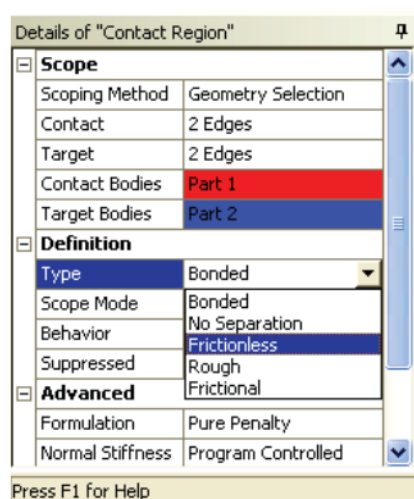 Details of "Contact Region"
Scope
Scoping Method Geometry Selection
Contact 2 Edges
Target 2 Edges
Contact Bodies Part 1
Target Bodies Part 2
Definition
Type Bonded
Scope Mode Bonded
No Separation
Behavior Frictionless
Suppressed Rough
Advanced Frictional
Formulation Pure Penalty
Normal Stiffness Program Controlled
Press F1 for Help